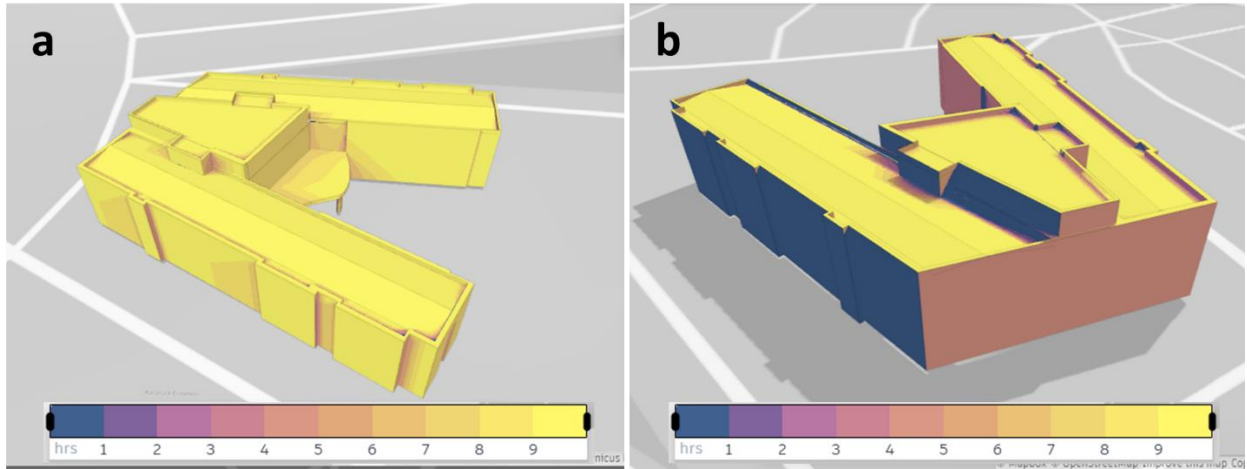 a
b
hrs 1 2 3 4 5 6 7 8 9
nicus
hrs 1 2 3 4 5 6 7 8 9
© Mapbox © OpenStreetMap Improve this map Cop